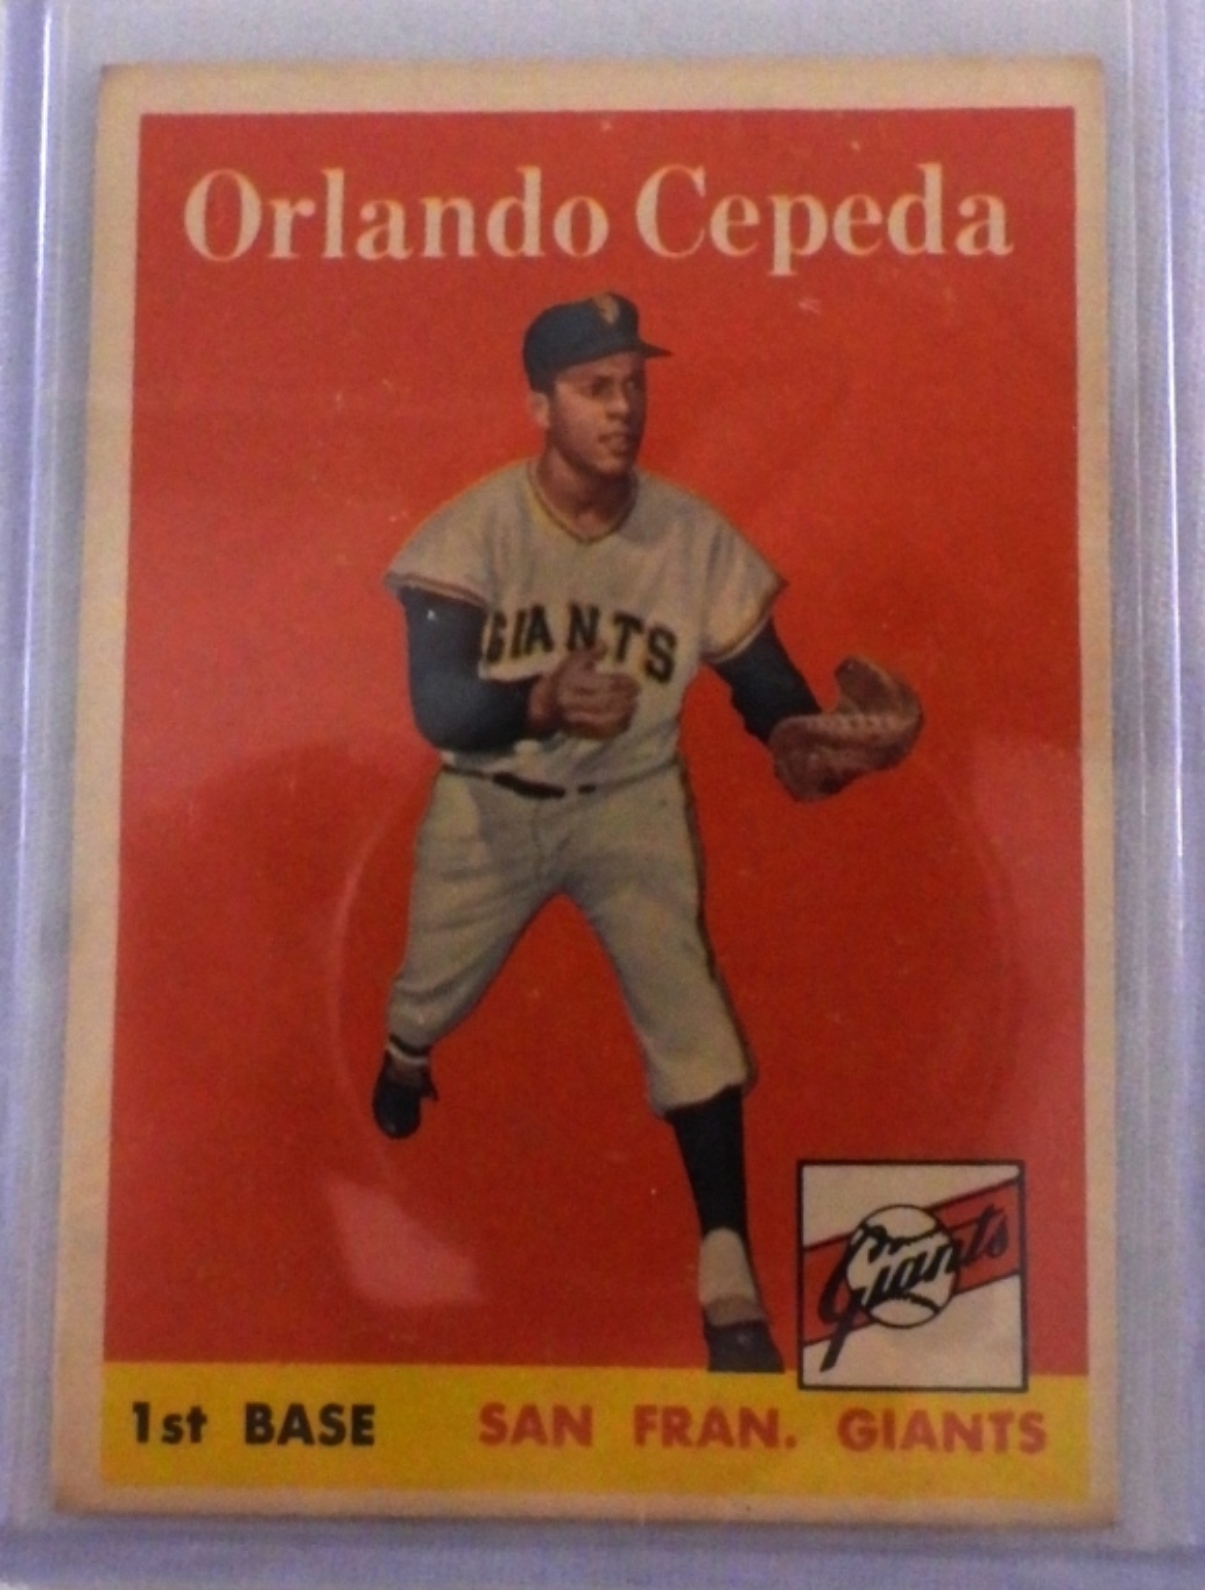 Orlando Cepeda
GIANTS
Giants
1st BASE SAN FRAN. GIANTS